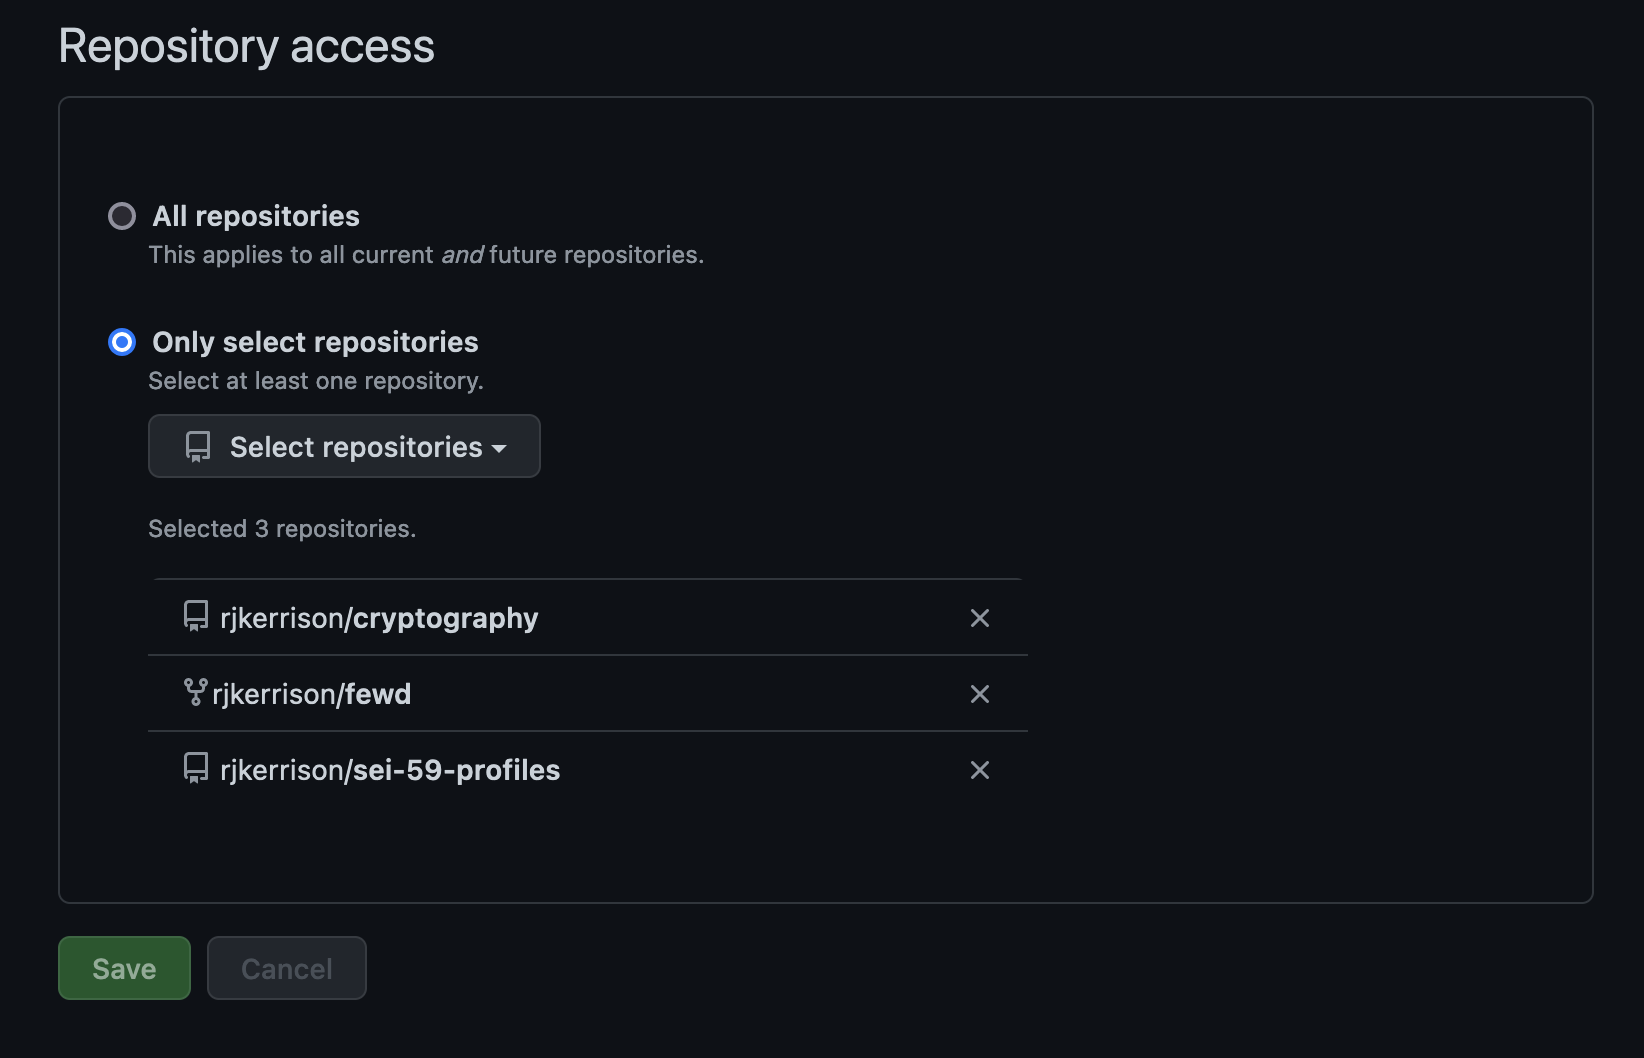 Repository access
All repositories
This applies to all current and future repositories.
Only select repositories
Select at least one repository.
Select repositories
Selected 3 repositories.
rjkerrison/cryptography
rjkerrison/fewd
rjkerrison/sei-59-profiles
Save
Cancel